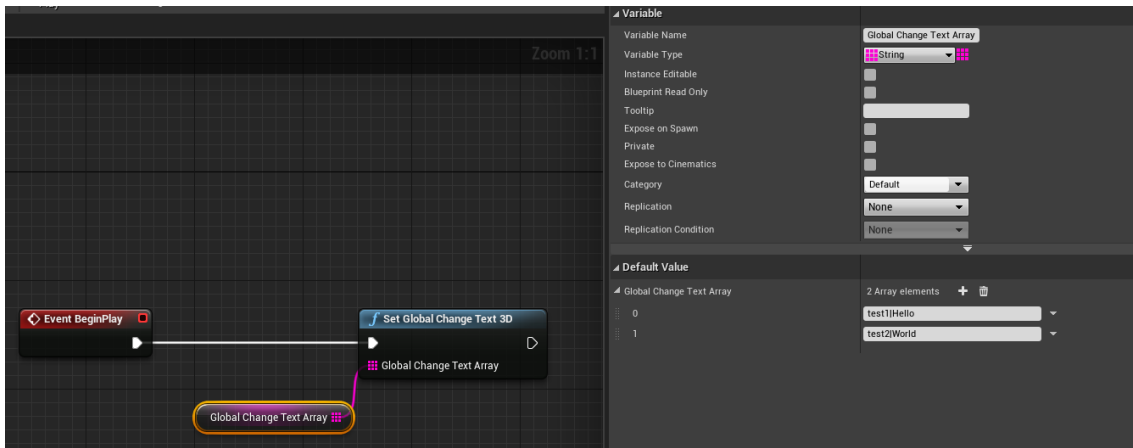 Zoom 1:1
Event BeginPlay
f Set Global Change Text 3D
Global Change Text Array
Global Change Text Array
Variable
Variable Name Global Change Text Array
Variable Type String
Instance Editable
Blueprint Read Only
Tooltip
Expose on Spawn
Private
Expose to Cinematics
Category Default
Replication None
Replication Condition None
Default Value
Global Change Text Array 2 Array elements
0 test1|Hello
1 test2|World